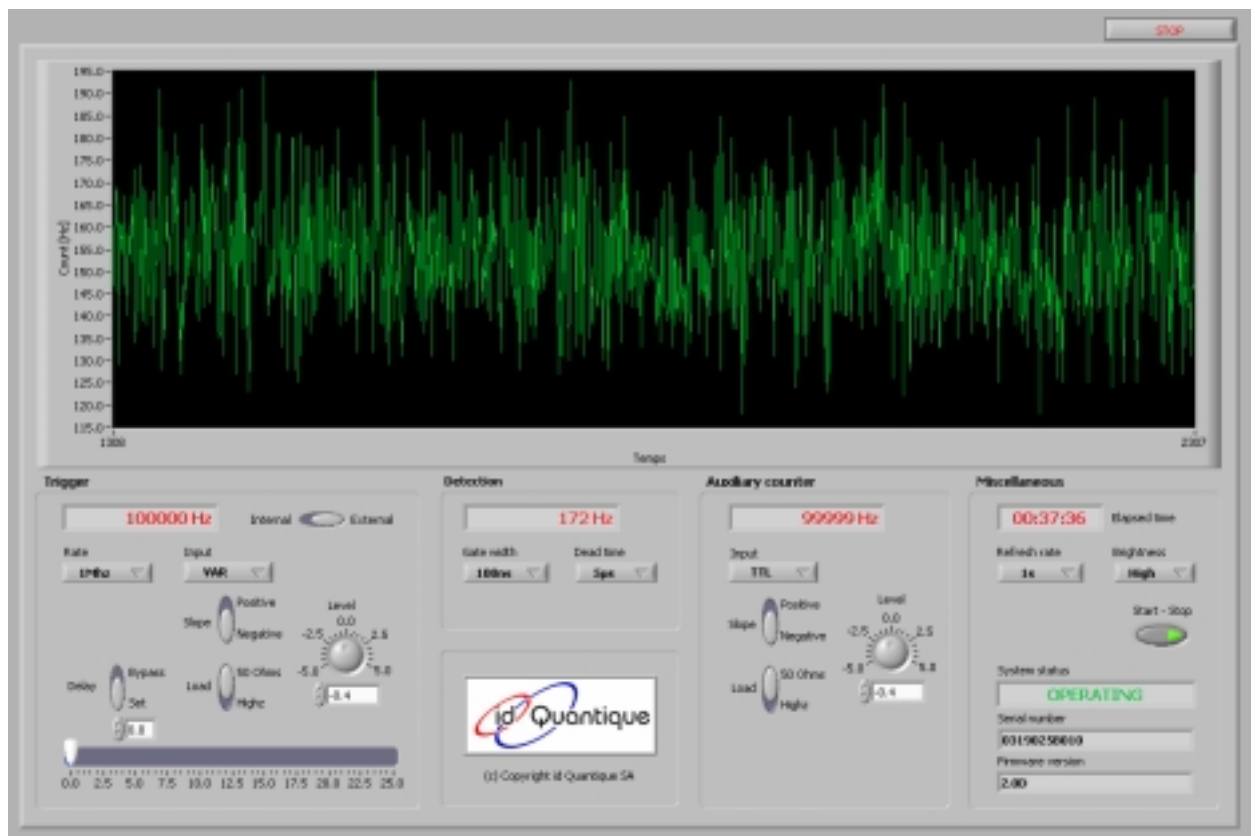 STOP
195.0
190.0
185.0
180.0
175.0
170.0
165.0
160.0
155.0
150.0
145.0
140.0
135.0
130.0
125.0
120.0
115.0
Count [Hz]
1308 2307
Temps
Trigger Detection Auxiliary counter Miscellaneous
100000 Hz Internal External 172 Hz 99999 Hz 00:37:36 Elapsed time
Rate Input Gate width Dead time Input Refresh rate Brightness
1Mhz VAR 100ns 5µs TTL 1s High
Slope Positive Negative
Level
0.0
-2.5 2.5
-5.0 5.0
-0.4
Load 50 Ohms Highz
Delay Bypass Set
0.0
0.0 2.5 5.0 7.5 10.0 12.5 15.0 17.5 20.0 22.5 25.0
id Quantique
(c) Copyright id Quantique SA
Slope Positive Negative
Level
0.0
-2.5 2.5
-5.0 5.0
-0.4
Load 50 Ohms Highz
Start - Stop
System status
OPERATING
Serial number
Firmware version
2.00